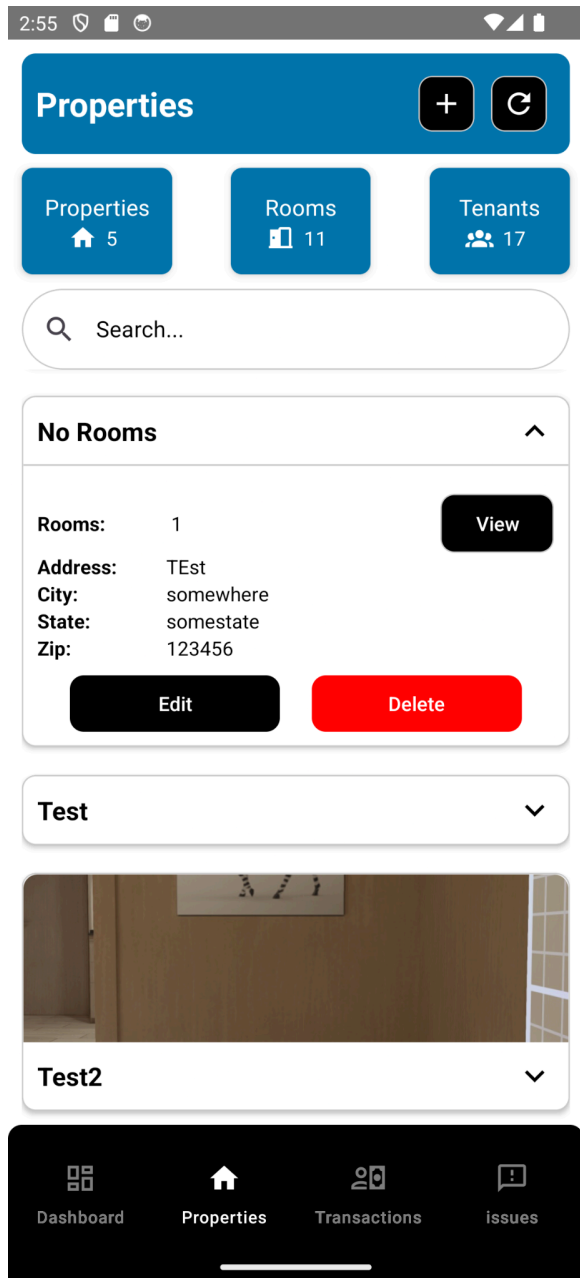 2:55
Properties
Properties
5
Rooms
11
Tenants
17
Search...
No Rooms
Rooms: 1
View
Address: TEst
City: somewhere
State: somestate
Zip: 123456
Edit
Delete
Test
Test2
Dashboard
Properties
Transactions
issues